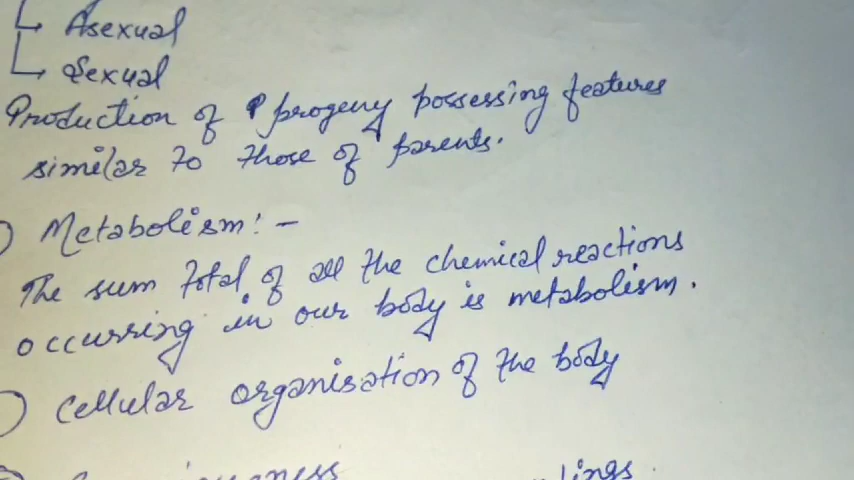 Asexual
Sexual
Production of progeny possessing features
similar to those of parents.
Metabolism: -
The sum total of all the chemical reactions
occurring in our body is metabolism.
Cellular organisation of the body